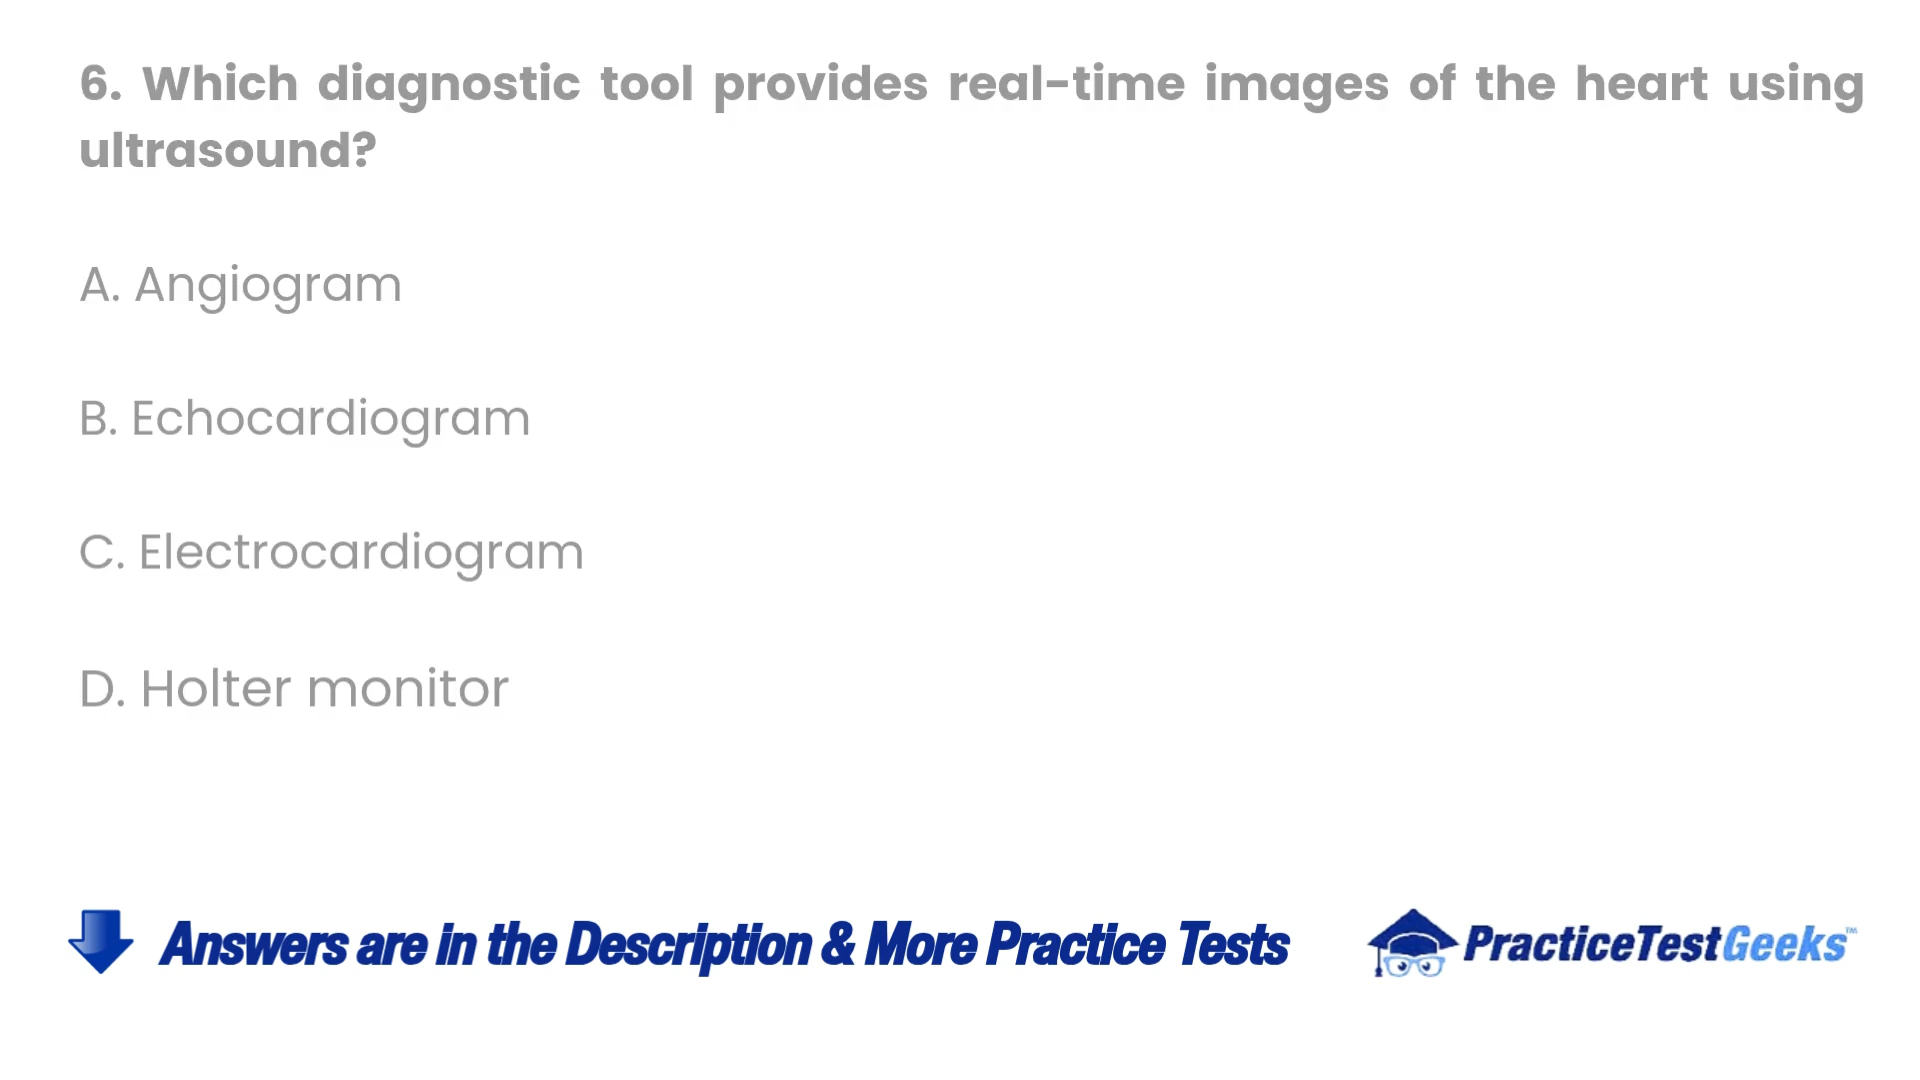 6. Which diagnostic tool provides real-time images of the heart using
ultrasound?
A. Angiogram
B. Echocardiogram
C. Electrocardiogram
D. Holter monitor
Answers are in the Description & More Practice Tests
PracticeTestGeeks™